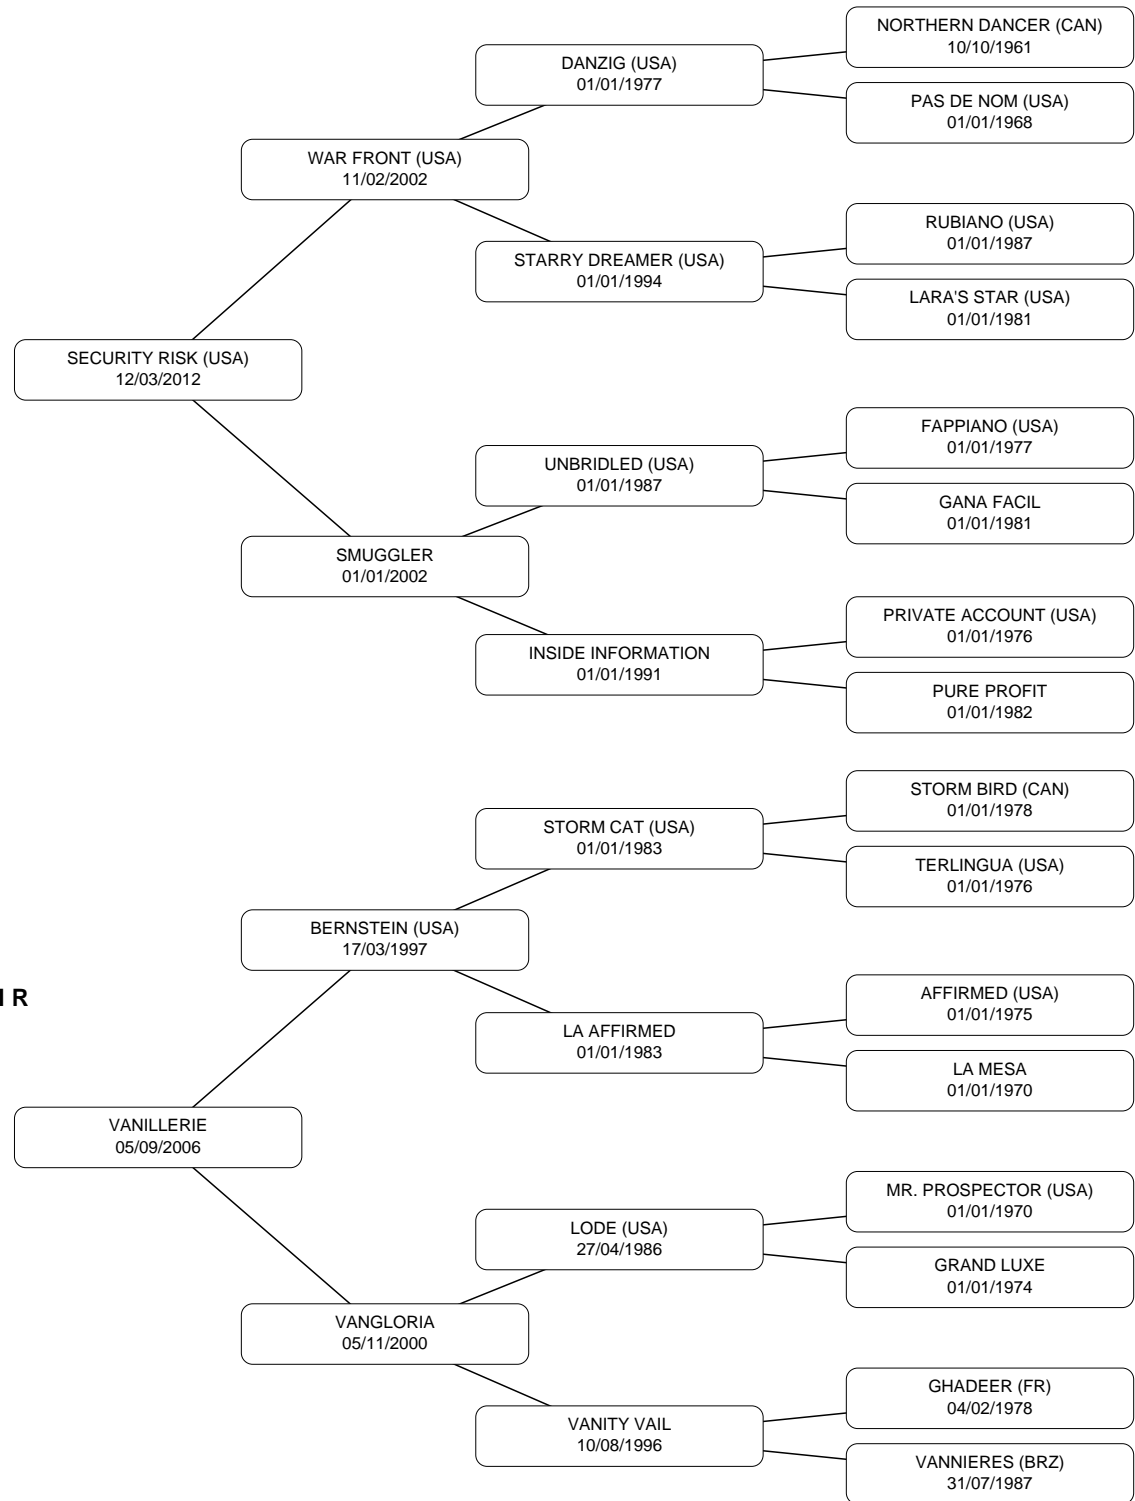 NORTHERN DANCER (CAN)
10/10/1961
DANZIG (USA)
01/01/1977
PAS DE NOM (USA)
01/01/1968
WAR FRONT (USA)
11/02/2002
RUBIANO (USA)
01/01/1987
STARRY DREAMER (USA)
01/01/1994
LARA'S STAR (USA)
01/01/1981
SECURITY RISK (USA)
12/03/2012
FAPPIANO (USA)
01/01/1977
UNBRIDLED (USA)
01/01/1987
GANA FACIL
01/01/1981
SMUGGLER
01/01/2002
PRIVATE ACCOUNT (USA)
01/01/1976
INSIDE INFORMATION
01/01/1991
PURE PROFIT
01/01/1982
STORM BIRD (CAN)
01/01/1978
STORM CAT (USA)
01/01/1983
TERLINGUA (USA)
01/01/1976
BERNSTEIN (USA)
17/03/1997
AFFIRMED (USA)
01/01/1975
LA AFFIRMED
01/01/1983
LA MESA
01/01/1970
R
VANILLERIE
05/09/2006
MR. PROSPECTOR (USA)
01/01/1970
LODE (USA)
27/04/1986
GRAND LUXE
01/01/1974
VANGLORIA
05/11/2000
GHADEER (FR)
04/02/1978
VANITY VAIL
10/08/1996
VANNIERES (BRZ)
31/07/1987